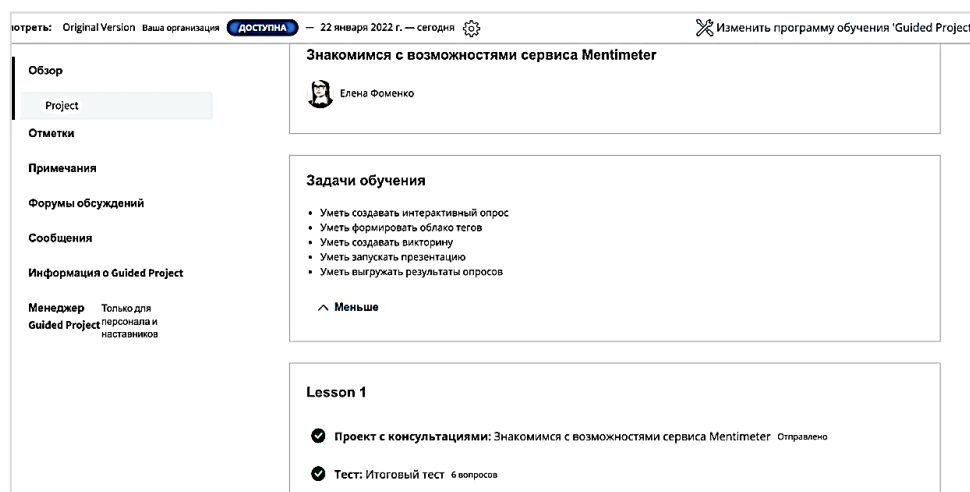 отреть: Original Version Ваша организация ДОСТУПНА — 22 января 2022 г. — сегодня
Изменить программу обучения 'Guided Project
Обзор
Project
Отметки
Примечания
Форумы обсуждений
Сообщения
Информация о Guided Project
Менеджер Guided Project
Только для персонала и наставников
Знакомимся с возможностями сервиса Mentimeter
Елена Фоменко
Задачи обучения
• Уметь создавать интерактивный опрос
• Уметь формировать облако тегов
• Уметь создавать викторину
• Уметь запускать презентацию
• Уметь выгружать результаты опросов
Меньше
Lesson 1
Проект с консультациями: Знакомимся с возможностями сервиса Mentimeter Отправлено
Тест: Итоговый тест 6 вопросов